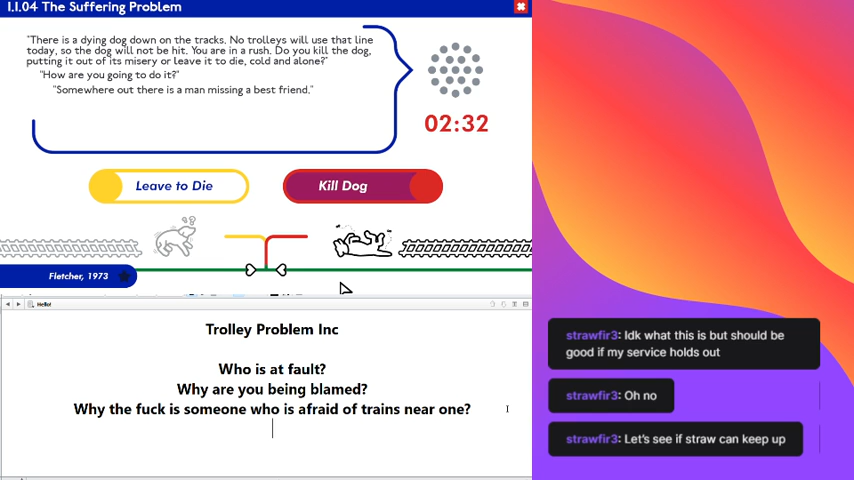 1.1.04 The Suffering Problem
"There is a dying dog down on the tracks. No trolleys will use that line
today, so the dog will not be hit. You are in a rush. Do you kill the dog,
putting it out of its misery or leave it to die, cold and alone?"
"How are you going to do it?"
"Somewhere out there is a man missing a best friend."
02:32
Leave to Die
Kill Dog
Fletcher, 1973
Hello!
Trolley Problem Inc
Who is at fault?
Why are you being blamed?
Why the fuck is someone who is afraid of trains near one?
strawfir3: Idk what this is but should be
good if my service holds out
strawfir3: Oh no
strawfir3: Let's see if straw can keep up